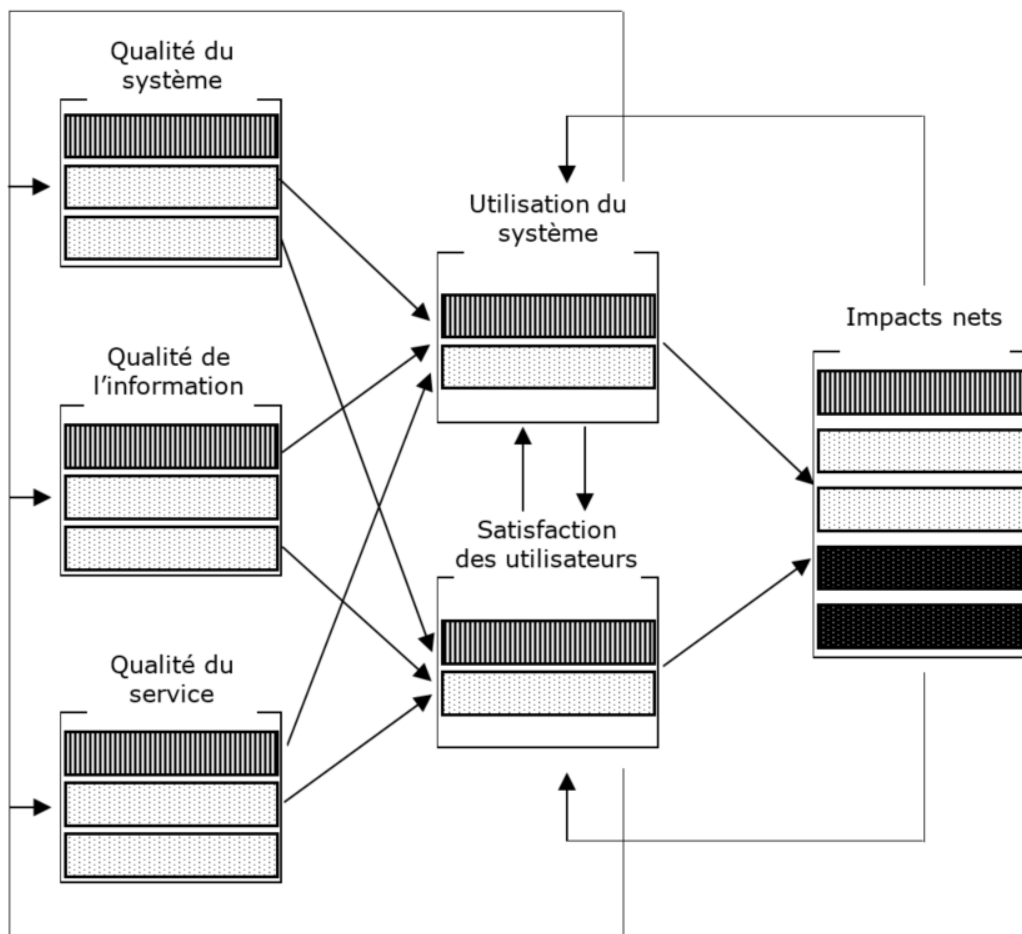 Qualité du
système
Utilisation du
système
Impacts nets
Qualité de
l’information
Satisfaction
des utilisateurs
Qualité du
service